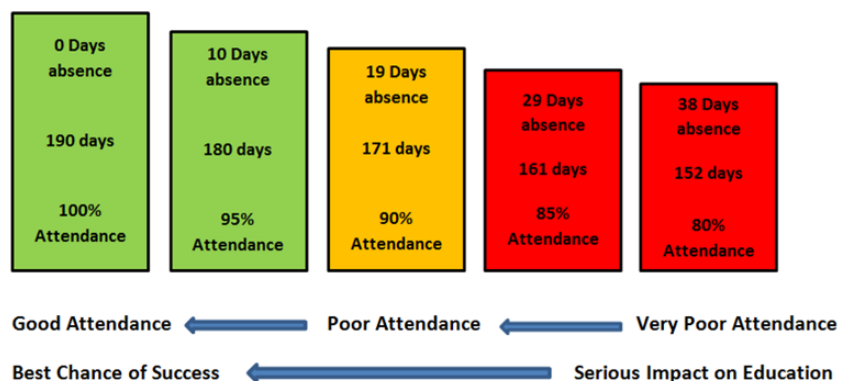 0 Days
absence
190 days
100%
Attendance
10 Days
absence
180 days
95%
Attendance
19 Days
absence
171 days
90%
Attendance
29 Days
absence
161 days
85%
Attendance
38 Days
absence
152 days
80%
Attendance
Good Attendance Poor Attendance Very Poor Attendance
Best Chance of Success Serious Impact on Education